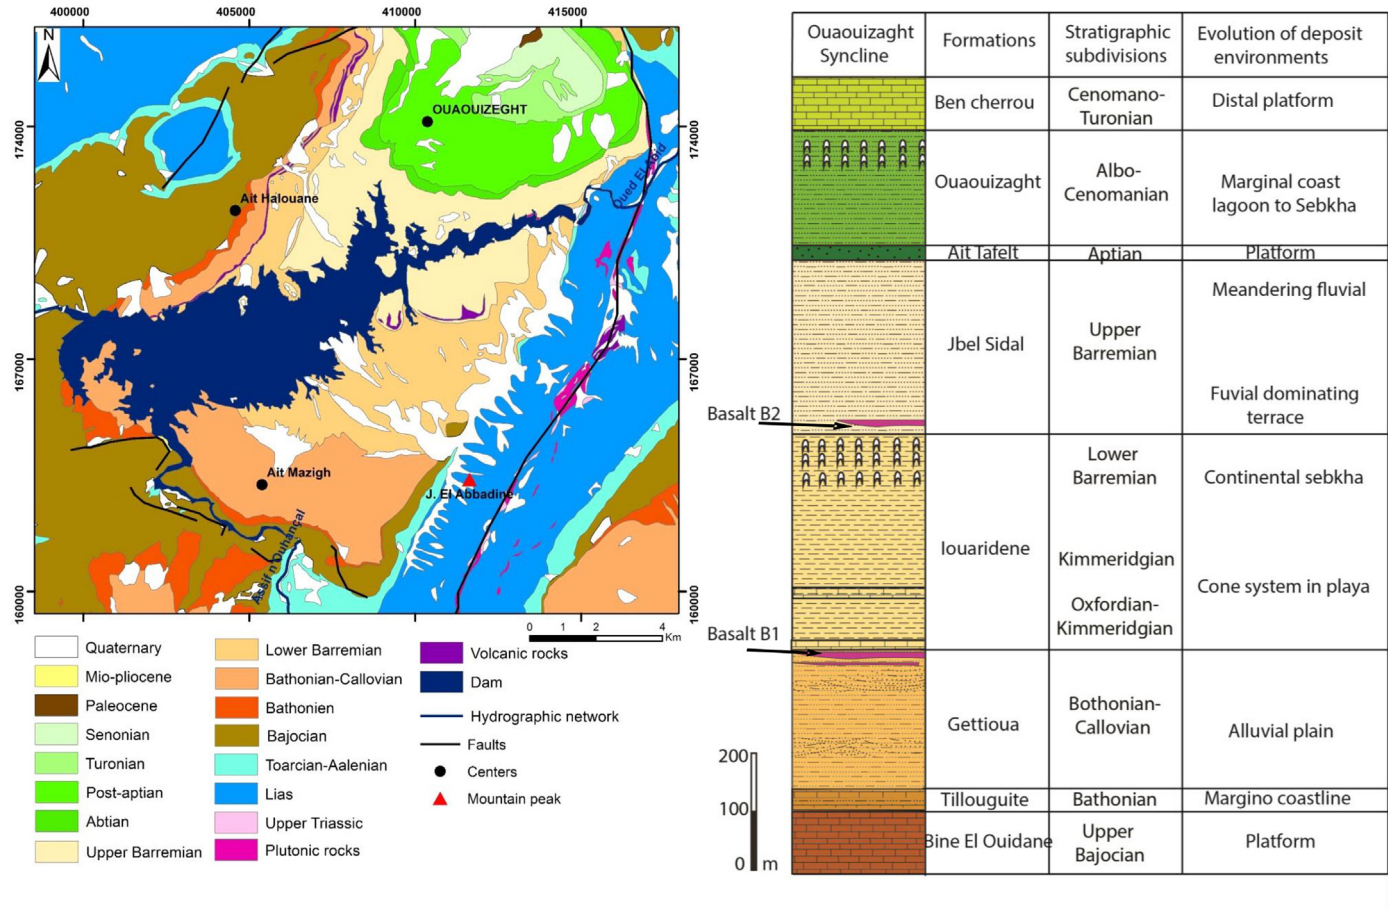 400000
405000
410000
415000
N
174000
167000
160000
174000
167000
160000
OUAOUIZEGHT
Oued El Abid
Ait Halouane
Ait Mazigh
J. El Abbadine
Assif n'Ouhançal
0 1 2 4
Km
Quaternary
Mio-pliocene
Paleocene
Senonian
Turonian
Post-aptian
Abtian
Upper Barremian
Lower Barremian
Bathonian-Callovian
Bathonien
Bajocian
Toarcian-Aalenian
Lias
Upper Triassic
Plutonic rocks
Volcanic rocks
Dam
Hydrographic network
Faults
Centers
Mountain peak
Ouaouizaght
Syncline
Formations
Stratigraphic
subdivisions
Evolution of deposit
environments
Ben cherrou
Cenomano-
Turonian
Distal platform
Ouaouizaght
Albo-
Cenomanian
Marginal coast
lagoon to Sebkha
Ait Tafelt
Aptian
Platform
Jbel Sidal
Upper
Barremian
Meandering fluvial
Fuvial dominating
terrace
Basalt B2
Iouaridene
Lower
Barremian
Kimmeridgian
Oxfordian-
Kimmeridgian
Continental sebkha
Cone system in playa
Basalt B1
Gettioua
Bothonian-
Callovian
Alluvial plain
Tillouguite
Bathonian
Margino coastline
Bine El Ouidane
Upper
Bajocian
Platform
200
100
0 m